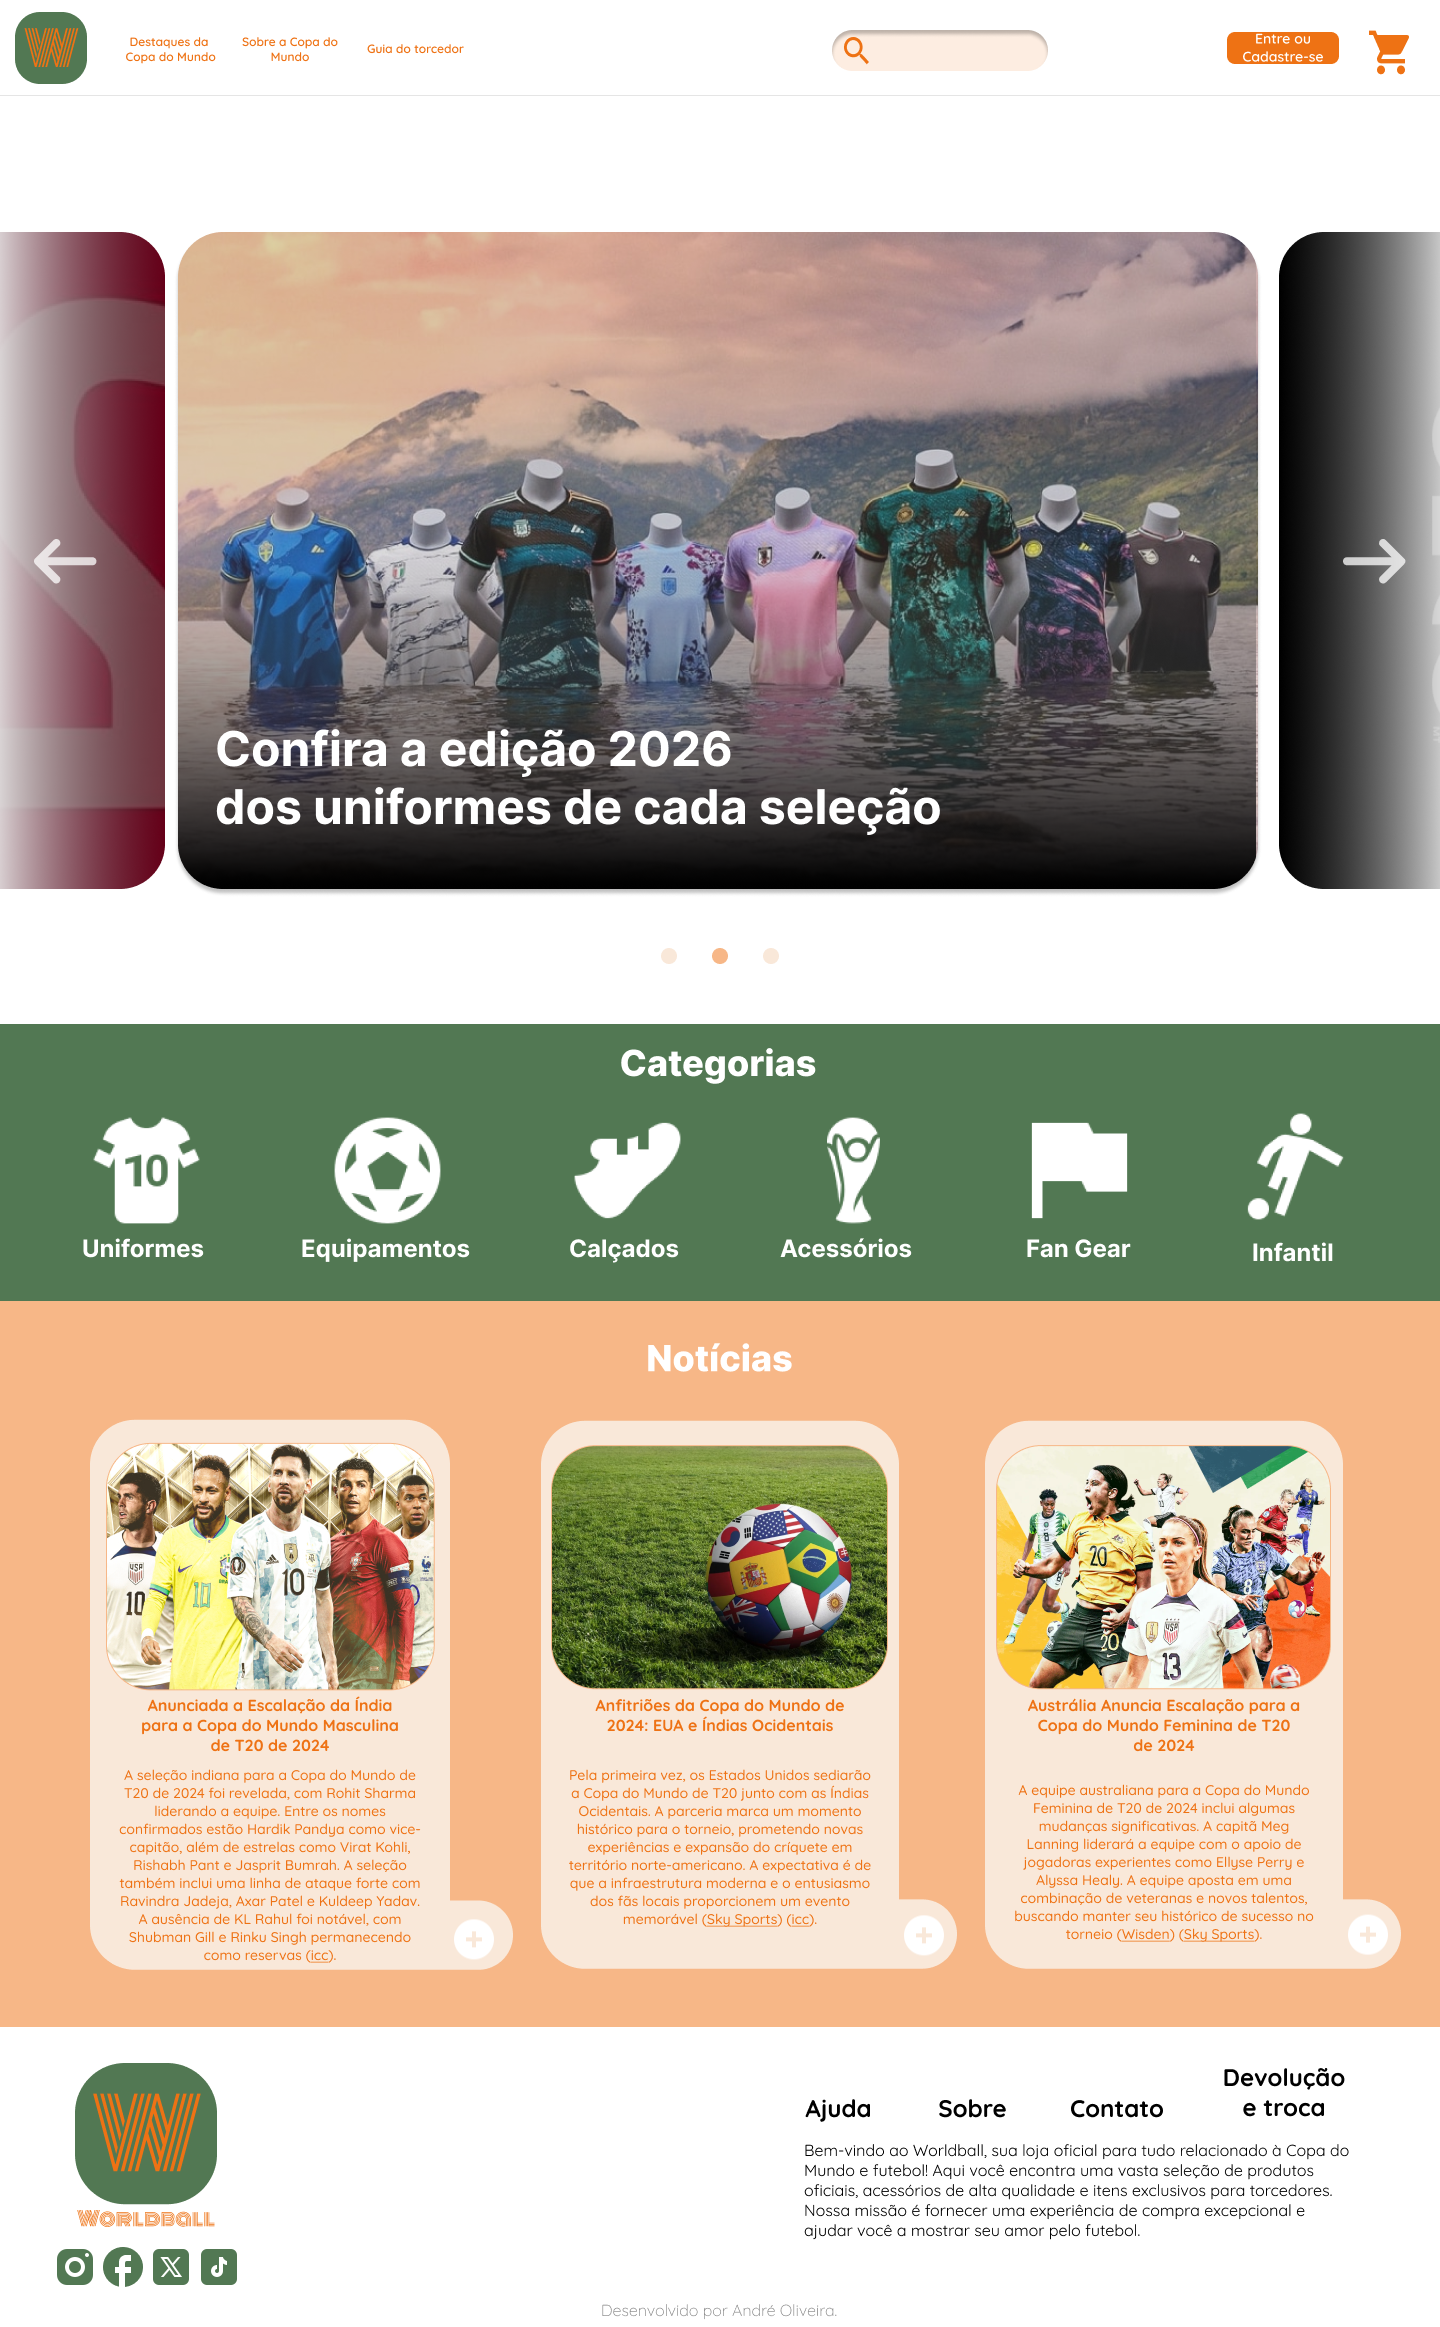 W
Destaques da
Copa do Mundo
Sobre a Copa do
Mundo
Guia do torcedor
Entre ou
Cadastre-se
Confira a edição 2026
dos uniformes de cada seleção
Categorias
10
Uniformes
Equipamentos
Calçados
Acessórios
Fan Gear
Infantil
Notícias
10
10
10
20
20
8
13
Anunciada a Escalação da Índia
para a Copa do Mundo Masculina
de T20 de 2024
A seleção indiana para a Copa do Mundo de
T20 de 2024 foi revelada, com Rohit Sharma
liderando a equipe. Entre os nomes
confirmados estão Hardik Pandya como vice-
capitão, além de estrelas como Virat Kohli,
Rishabh Pant e Jasprit Bumrah. A seleção
também inclui uma linha de ataque forte com
Ravindra Jadeja, Axar Patel e Kuldeep Yadav.
A ausência de KL Rahul foi notável, com
Shubman Gill e Rinku Singh permanecendo
como reservas (icc).
Anfitriões da Copa do Mundo de
2024: EUA e Índias Ocidentais
Pela primeira vez, os Estados Unidos sediarão
a Copa do Mundo de T20 junto com as Índias
Ocidentais. A parceria marca um momento
histórico para o torneio, prometendo novas
experiências e expansão do críquete em
território norte-americano. A expectativa é de
que a infraestrutura moderna e o entusiasmo
dos fãs locais proporcionem um evento
memorável (Sky Sports) (icc).
Austrália Anuncia Escalação para a
Copa do Mundo Feminina de T20
de 2024
A equipe australiana para a Copa do Mundo
Feminina de T20 de 2024 inclui algumas
mudanças significativas. A capitã Meg
Lanning liderará a equipe com o apoio de
jogadoras experientes como Ellyse Perry e
Alyssa Healy. A equipe aposta em uma
combinação de veteranas e novos talentos,
buscando manter seu histórico de sucesso no
torneio (Wisden) (Sky Sports).
W
WORLDBALL
Ajuda
Sobre
Contato
Devolução
e troca
Bem-vindo ao Worldball, sua loja oficial para tudo relacionado à Copa do
Mundo e futebol! Aqui você encontra uma vasta seleção de produtos
oficiais, acessórios de alta qualidade e itens exclusivos para torcedores.
Nossa missão é fornecer uma experiência de compra excepcional e
ajudar você a mostrar seu amor pelo futebol.
Desenvolvido por André Oliveira.